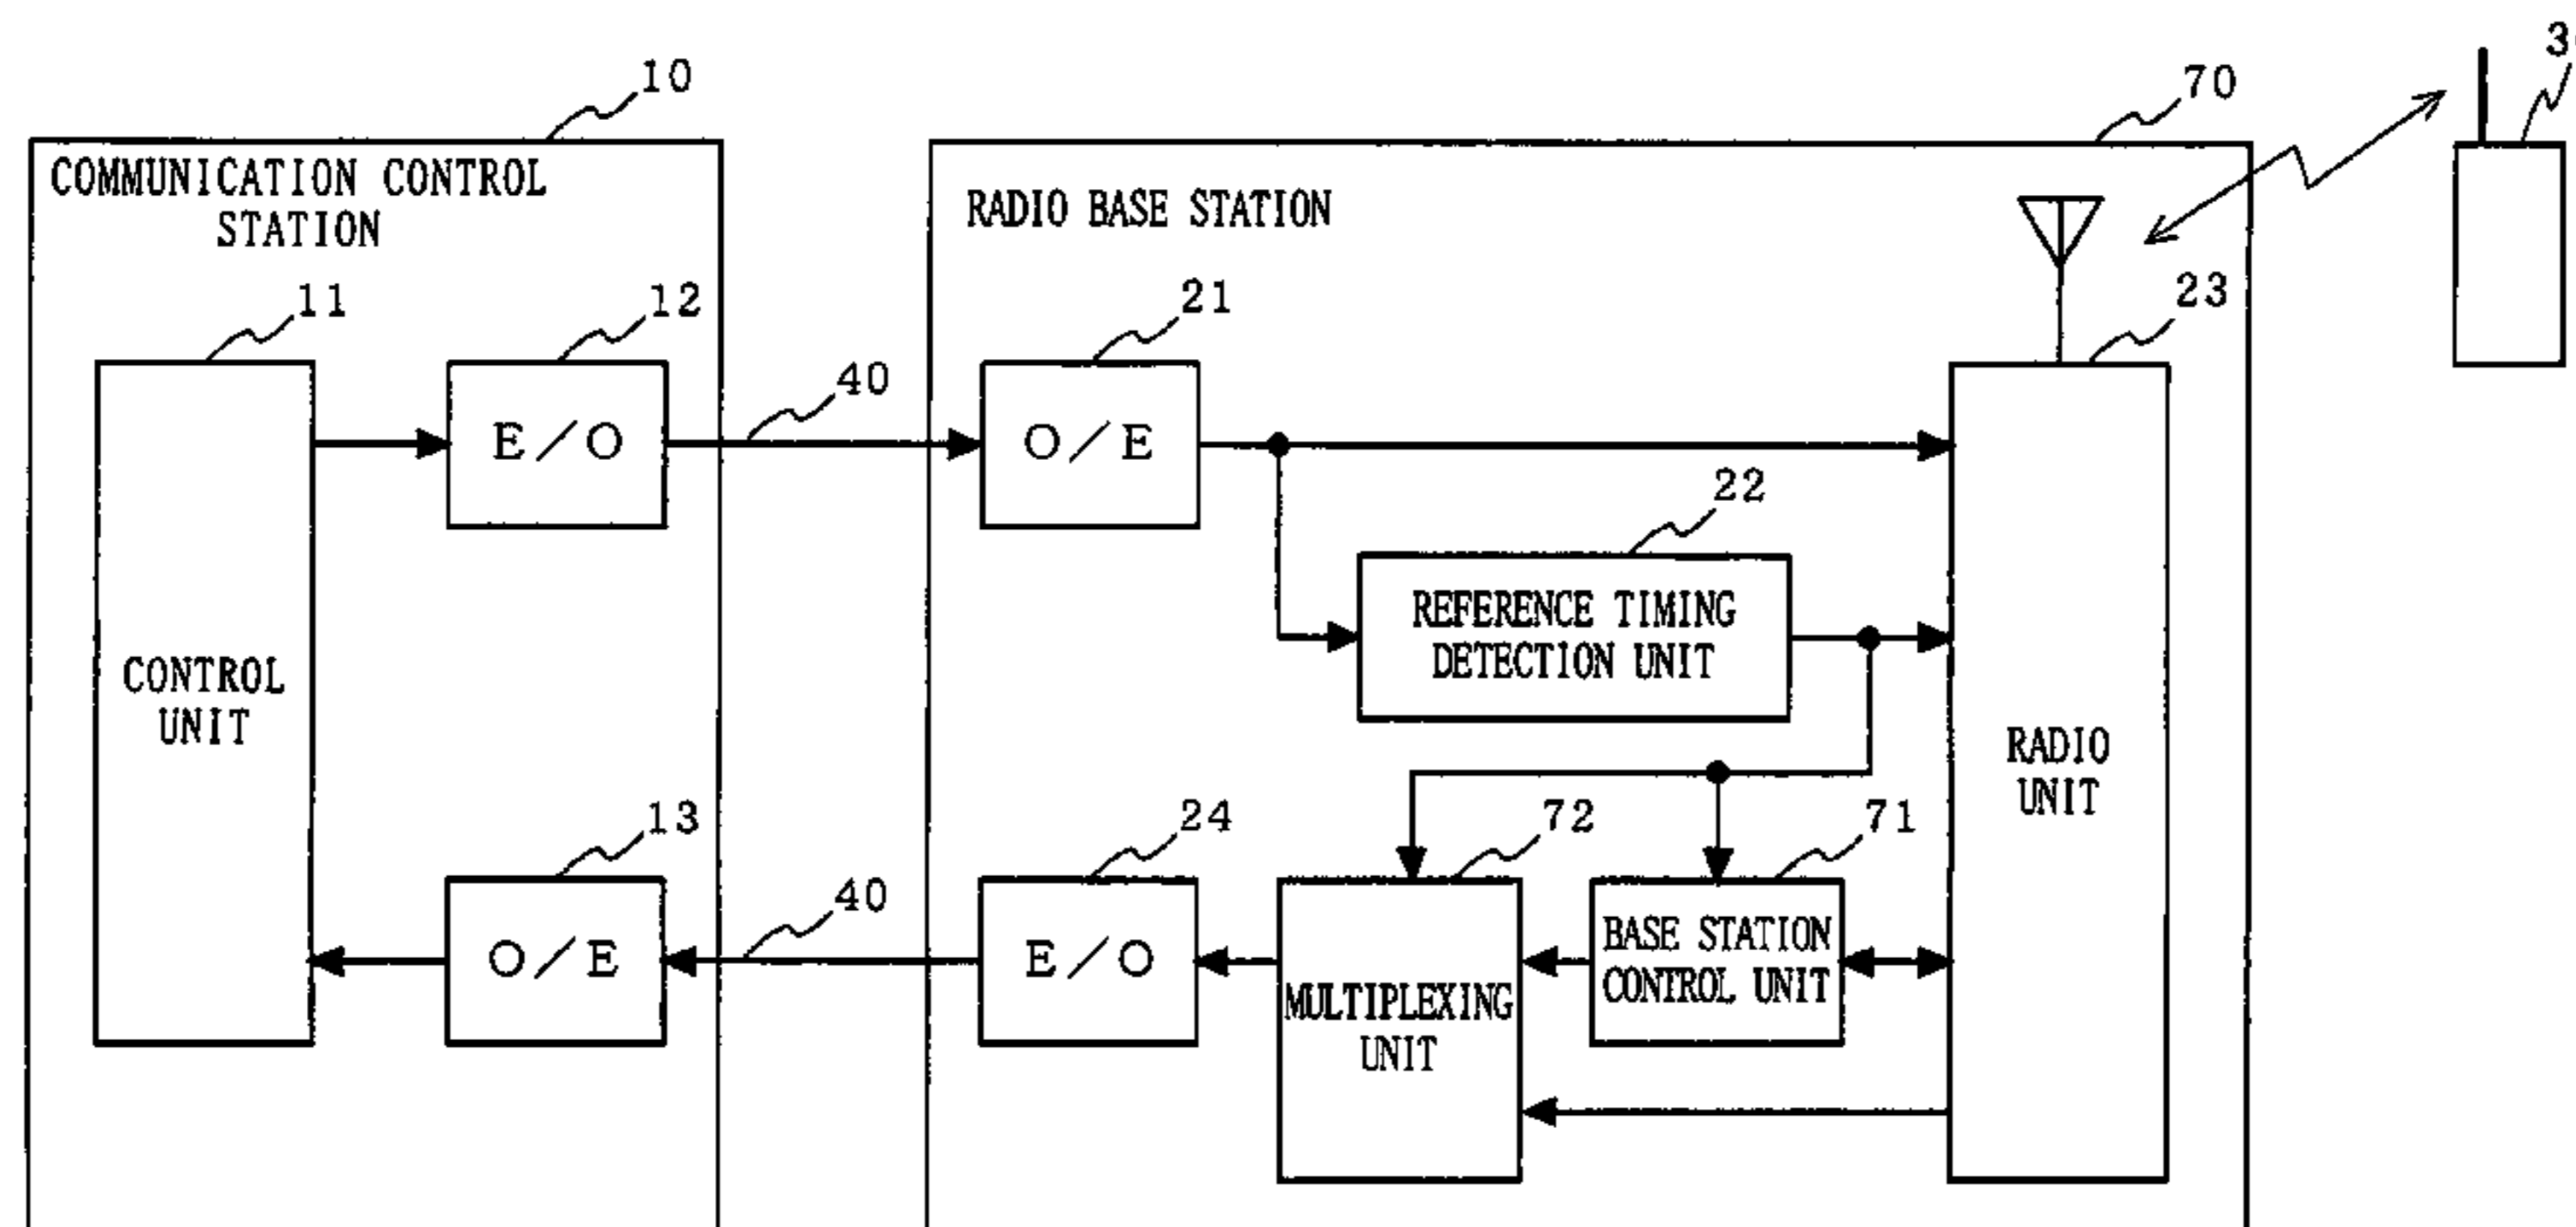 10
70
COMMUNICATION CONTROL
STATION
RADIO BASE STATION
11
12
21
23
40
E/O
O/E
22
REFERENCE TIMING
DETECTION UNIT
CONTROL
UNIT
RADIO
UNIT
13
24
72
71
40
O/E
E/O
MULTIPLEXING
UNIT
BASE STATION
CONTROL UNIT